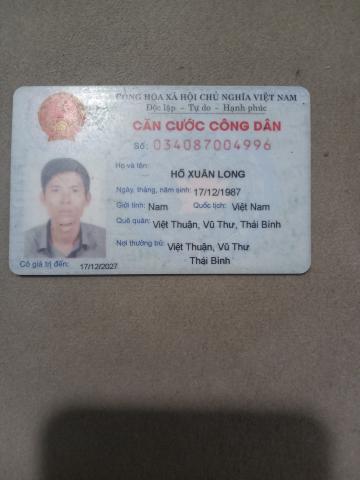 CỘNG HÒA XÃ HỘI CHỦ NGHĨA VIỆT NAM
Độc lập - Tự do - Hạnh phúc
CĂN CƯỚC CÔNG DÂN
Số: 034087004996
Họ và tên:
HỒ XUÂN LONG
Ngày, tháng, năm sinh: 17/12/1987
Giới tính: Nam Quốc tịch: Việt Nam
Quê quán: Việt Thuận, Vũ Thư, Thái Bình
Nơi thường trú: Việt Thuận, Vũ Thư
Thái Bình
Có giá trị đến: 17/12/2027